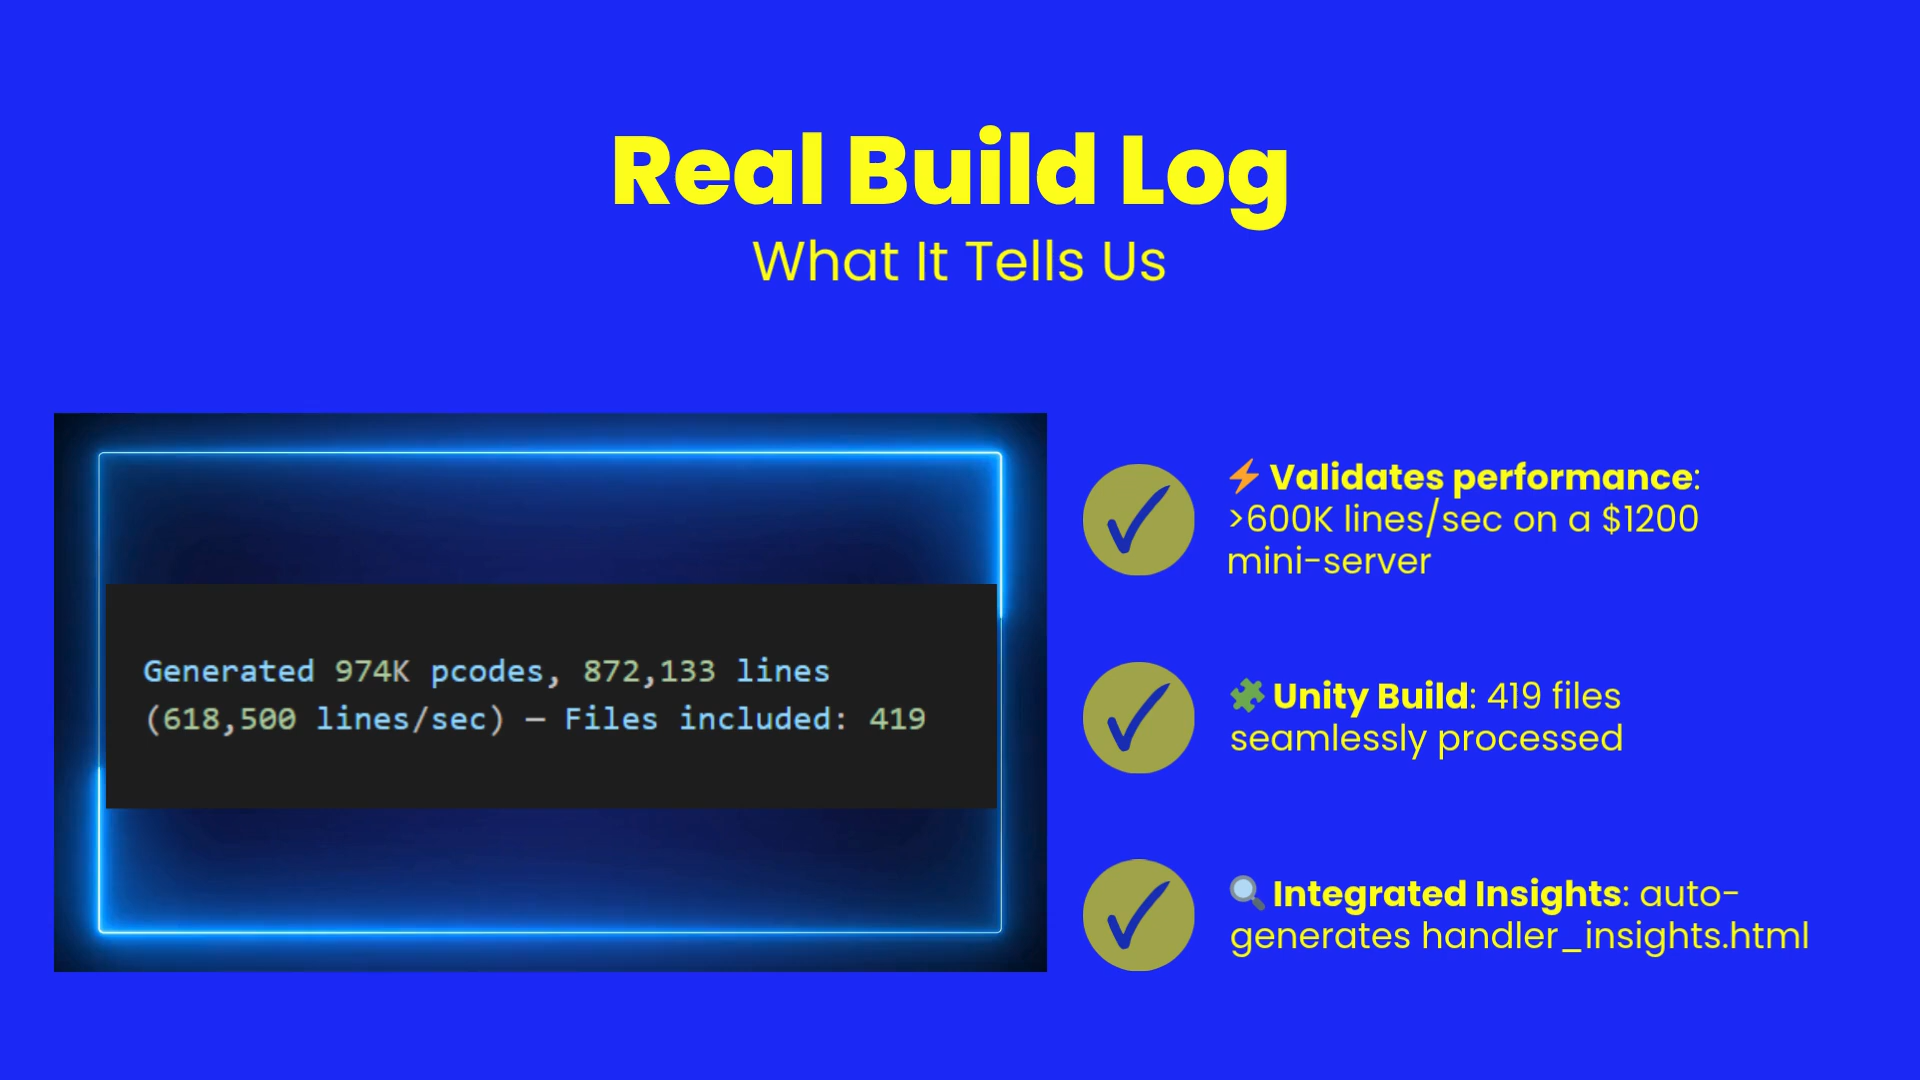 Real Build Log
What It Tells Us
Generated 974K pcodes, 872,133 lines
(618,500 lines/sec) — Files included: 419
⚡ Validates performance:
>600K lines/sec on a $1200
mini-server
🧩 Unity Build: 419 files
seamlessly processed
🔍 Integrated Insights: auto-
generates handler_insights.html